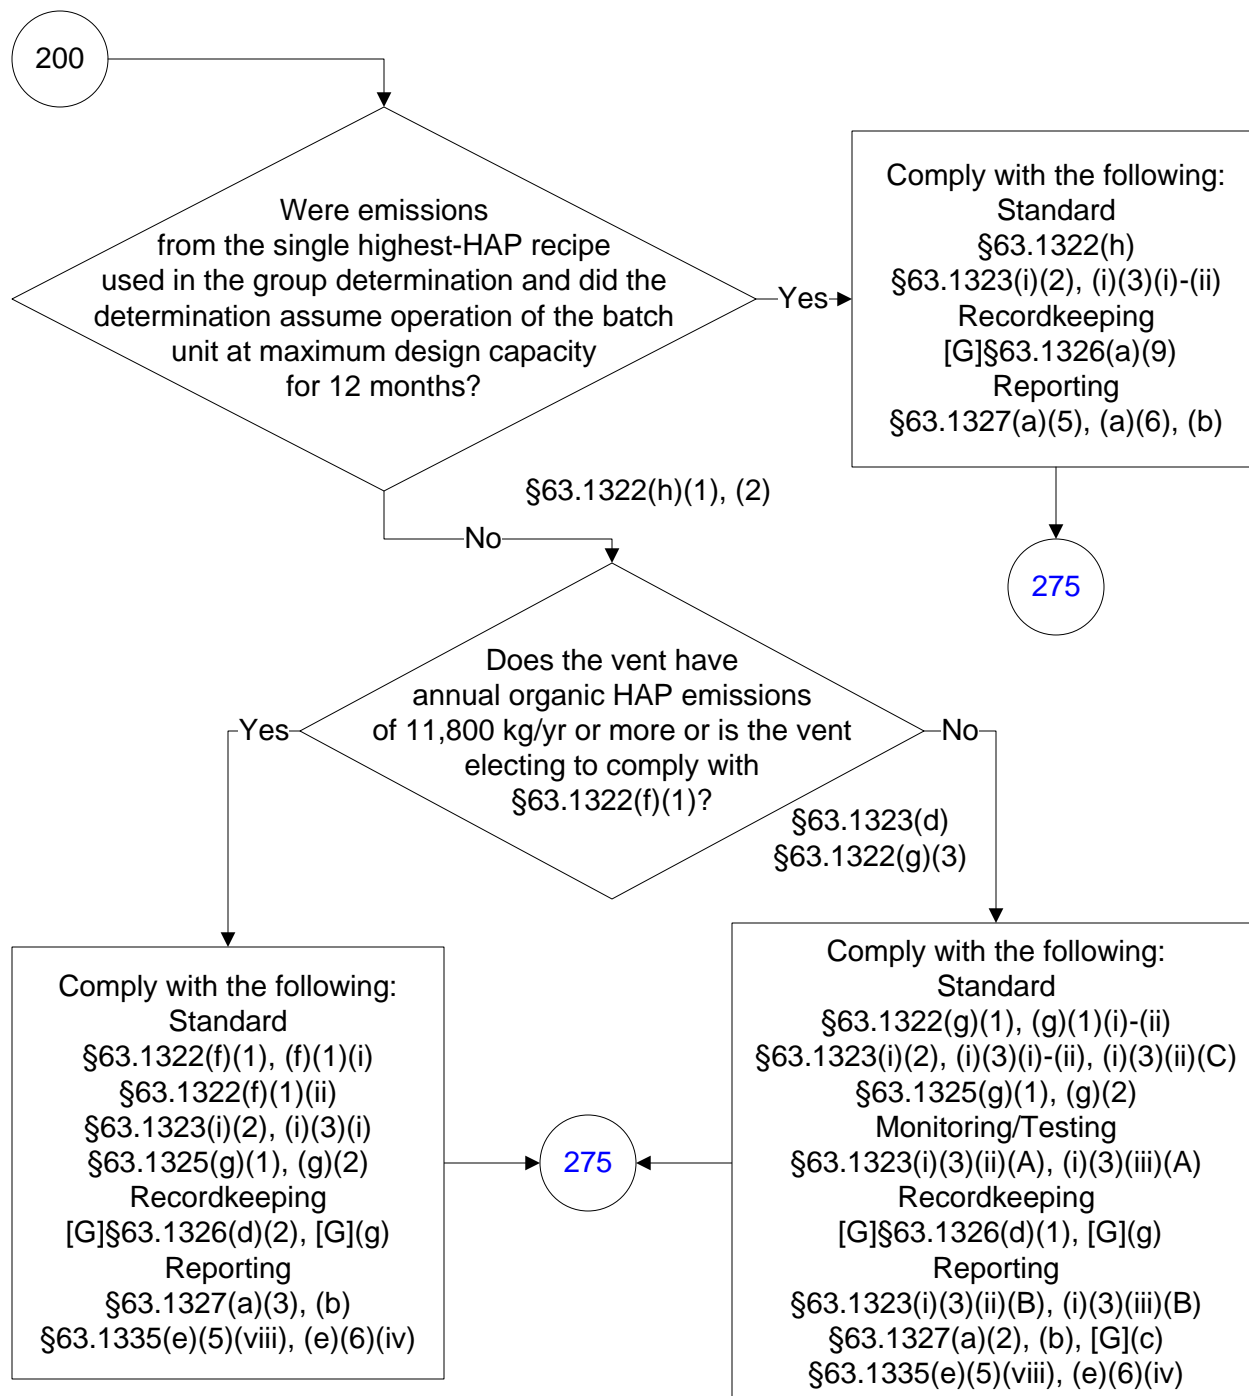 200
Were emissions
from the single highest-HAP recipe
used in the group determination and did the
determination assume operation of the batch
unit at maximum design capacity
for 12 months?
Yes
Comply with the following:
Standard
§63.1322(h)
§63.1323(i)(2), (i)(3)(i)-(ii)
Recordkeeping
[G]§63.1326(a)(9)
Reporting
§63.1327(a)(5), (a)(6), (b)
§63.1322(h)(1), (2)
No
275
Does the vent have
annual organic HAP emissions
of 11,800 kg/yr or more or is the vent
electing to comply with
§63.1322(f)(1)?
Yes
No
§63.1323(d)
§63.1322(g)(3)
Comply with the following:
Standard
§63.1322(f)(1), (f)(1)(i)
§63.1322(f)(1)(ii)
§63.1323(i)(2), (i)(3)(i)
§63.1325(g)(1), (g)(2)
Recordkeeping
[G]§63.1326(d)(2), [G](g)
Reporting
§63.1327(a)(3), (b)
§63.1335(e)(5)(viii), (e)(6)(iv)
275
Comply with the following:
Standard
§63.1322(g)(1), (g)(1)(i)-(ii)
§63.1323(i)(2), (i)(3)(i)-(ii), (i)(3)(ii)(C)
§63.1325(g)(1), (g)(2)
Monitoring/Testing
§63.1323(i)(3)(ii)(A), (i)(3)(iii)(A)
Recordkeeping
[G]§63.1326(d)(1), [G](g)
Reporting
§63.1323(i)(3)(ii)(B), (i)(3)(iii)(B)
§63.1327(a)(2), (b), [G](c)
§63.1335(e)(5)(viii), (e)(6)(iv)